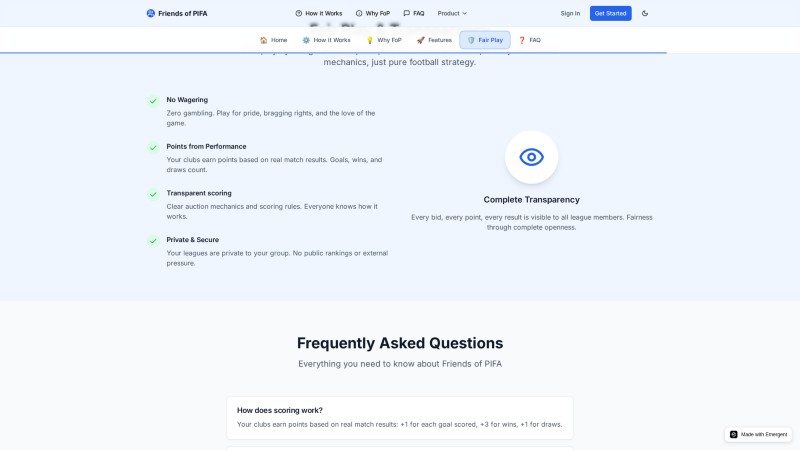 Friends of PIFA
How it Works
Why FoP
FAQ
Product
Sign In
Get Started
Home
How it Works
Why FoP
Features
Fair Play
FAQ
mechanics, just pure football strategy.
No Wagering
Zero gambling. Play for pride, bragging rights, and the love of the
game.
Points from Performance
Your clubs earn points based on real match results. Goals, wins, and
draws count.
Transparent scoring
Clear auction mechanics and scoring rules. Everyone knows how it
works.
Private & Secure
Your leagues are private to your group. No public rankings or external
pressure.
Complete Transparency
Every bid, every point, every result is visible to all league members. Fairness
through complete openness.
Frequently Asked Questions
Everything you need to know about Friends of PIFA
How does scoring work?
Your clubs earn points based on real match results: +1 for each goal scored, +3 for wins, +1 for draws.
Made with Emergent